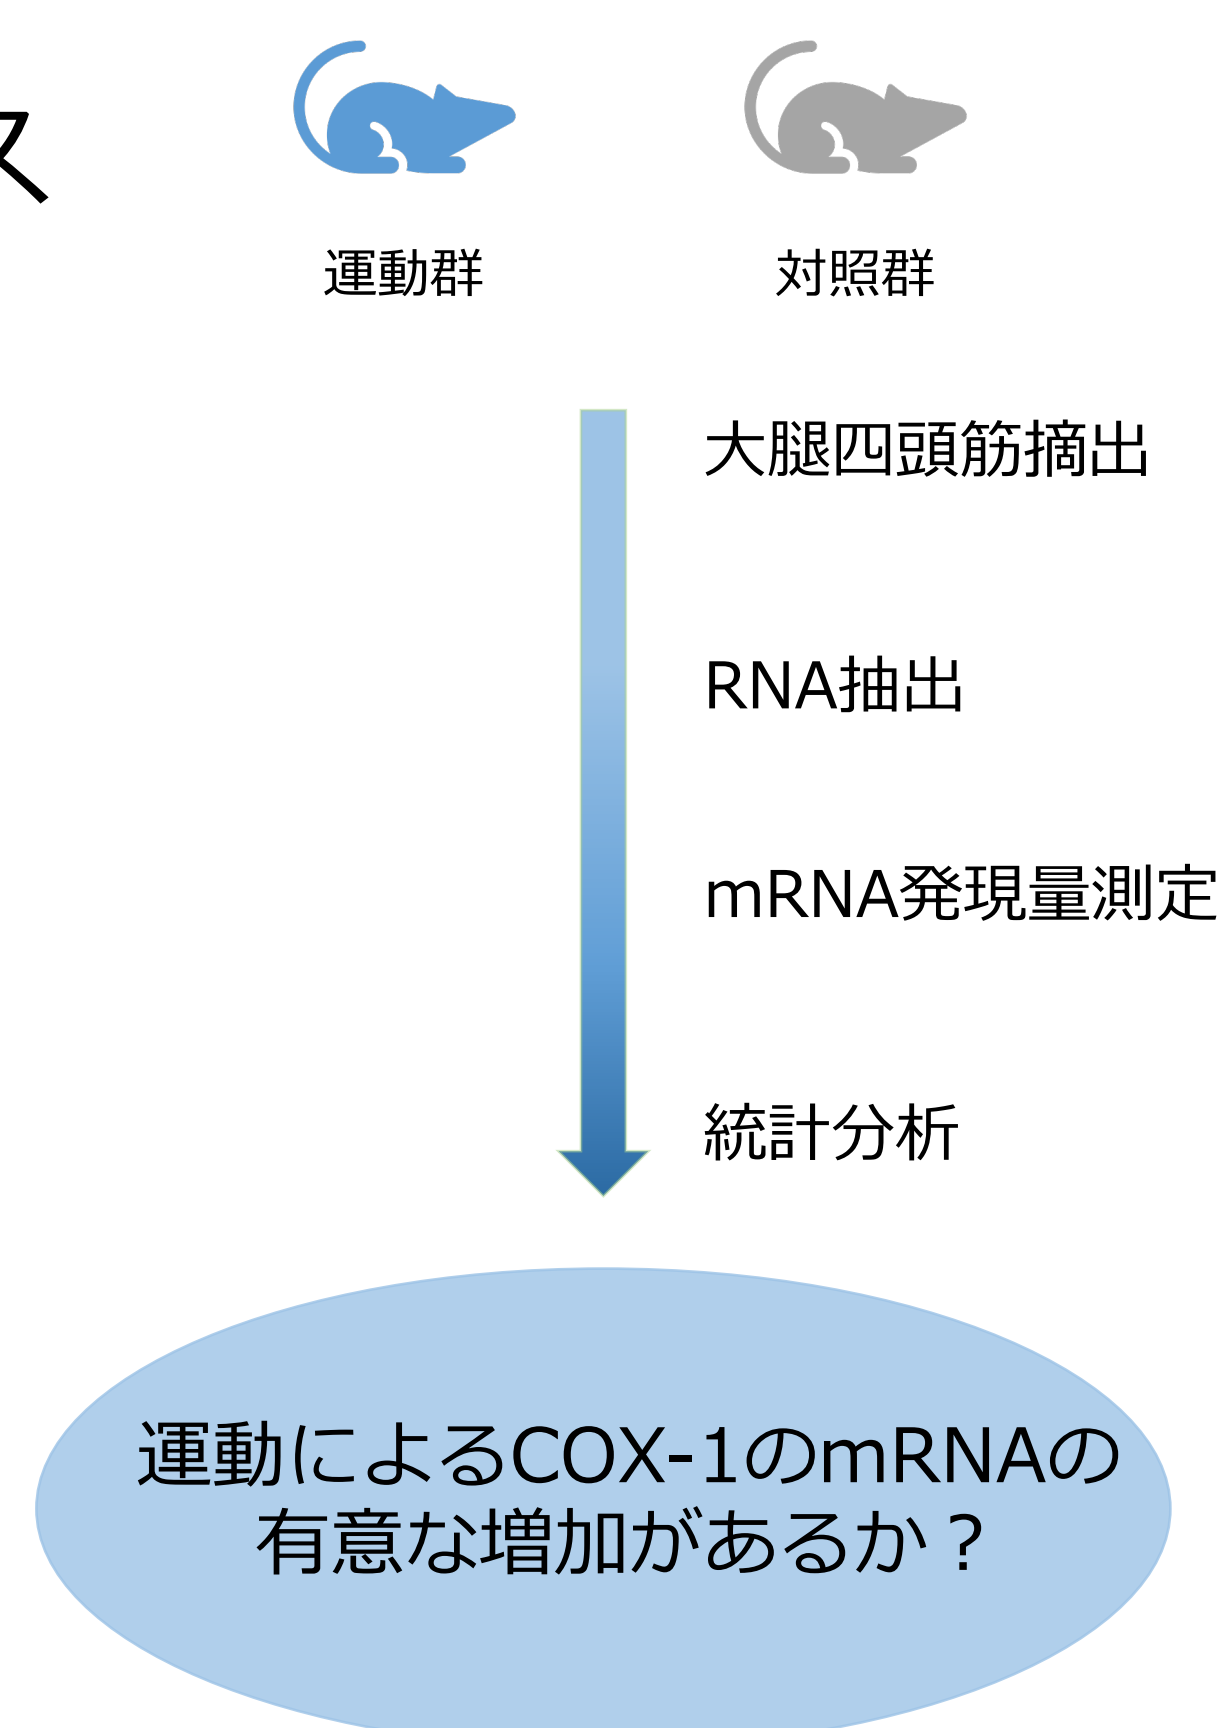 ス
運動群 対照群
大腿四頭筋摘出
RNA抽出
mRNA発現量測定
統計分析
運動によるCOX-1のmRNAの
有意な増加があるか？